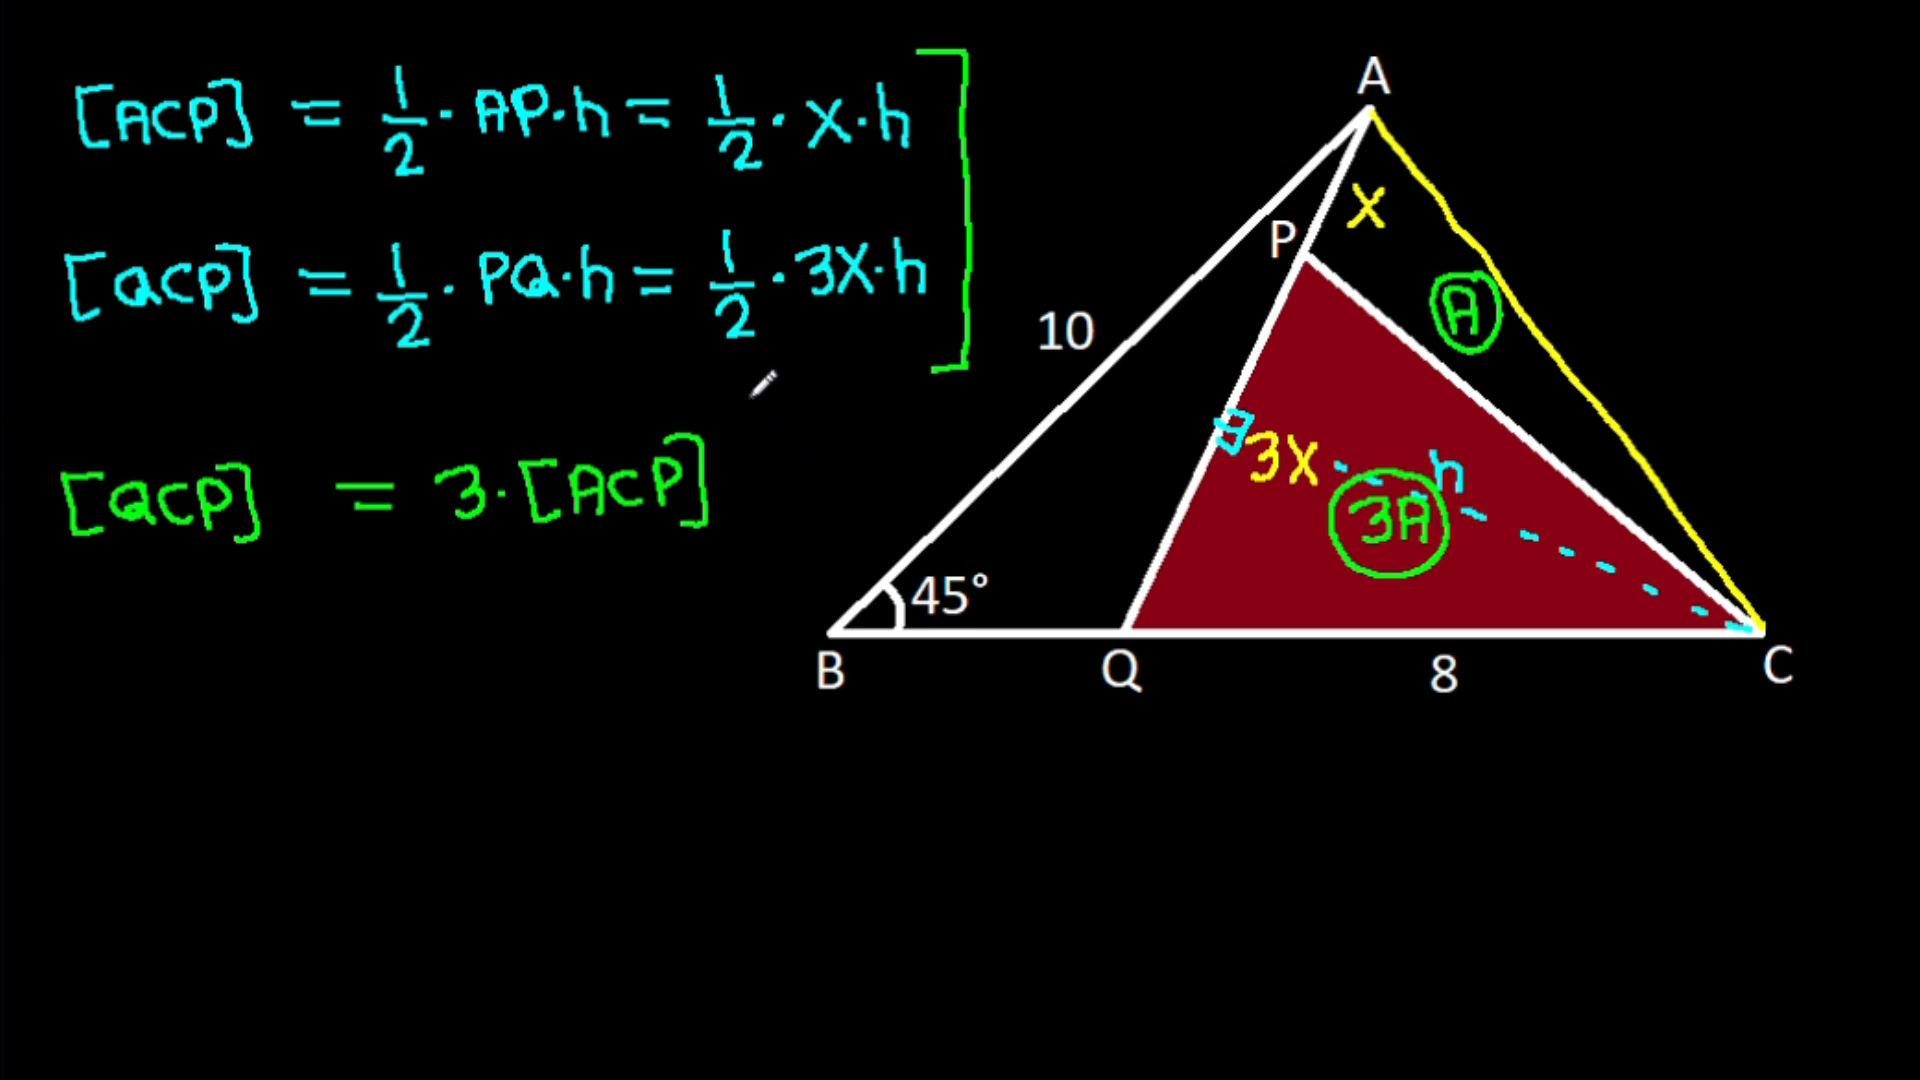 [ACP] = 1/2 · AP · h = 1/2 · x · h
[QCP] = 1/2 · PQ · h = 1/2 · 3x · h
[QCP] = 3 · [ACP]
A
x
P
A
10
3x
h
3A
45°
B
Q
8
C